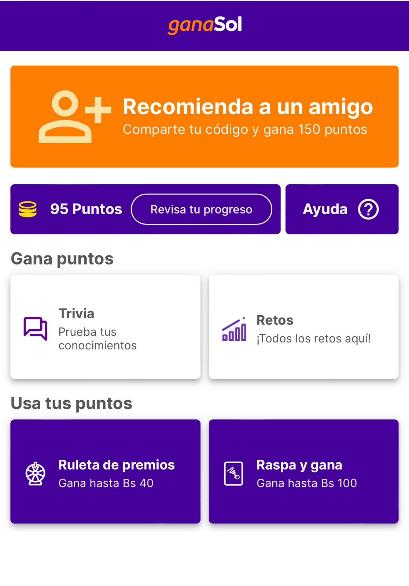 ganaSol
Recomienda a un amigo
Comparte tu código y gana 150 puntos
95 Puntos
Revisa tu progreso
Ayuda
Gana puntos
Trivia
Prueba tus
conocimientos
Retos
¡Todos los retos aquí!
Usa tus puntos
Ruleta de premios
Gana hasta Bs 40
Raspa y gana
Gana hasta Bs 100